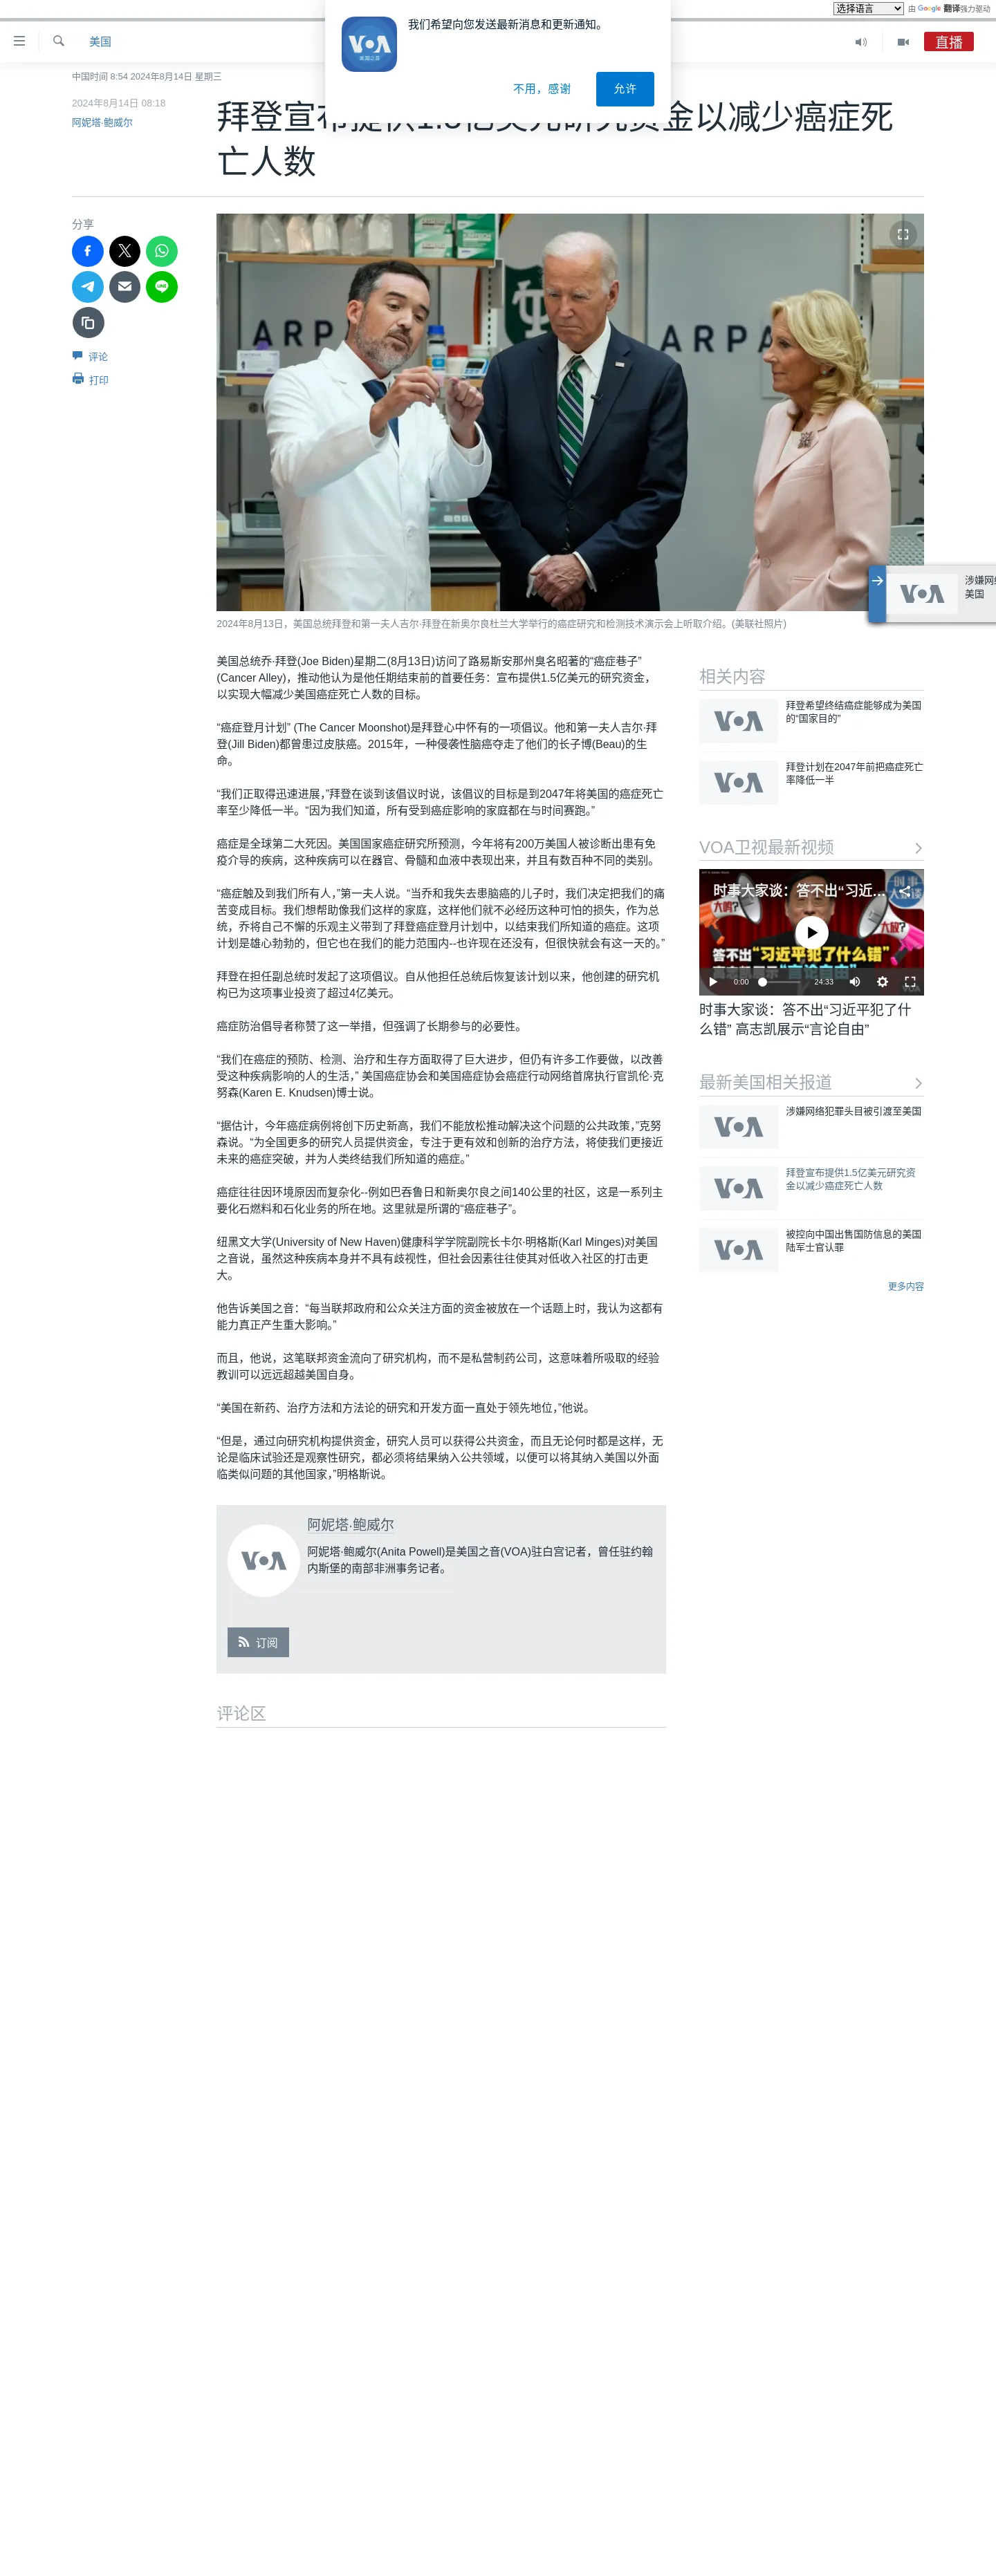 选择语言 由 Google 翻译强力驱动
我们希望向您发送最新消息和更新通知。
VOA
美国之音
不用，感谢
允许
美国
直播
中国时间 8:54 2024年8月14日 星期三
2024年8月14日 08:18
阿妮塔·鲍威尔
拜登宣布提供1.5亿美元研究资金以减少癌症死
亡人数
分享
评论
打印
ARPA
ARPA
2024年8月13日，美国总统拜登和第一夫人吉尔·拜登在新奥尔良杜兰大学举行的癌症研究和检测技术演示会上听取介绍。(美联社照片)
VOA
涉嫌网络
美国
美国总统乔·拜登(Joe Biden)星期二(8月13日)访问了路易斯安那州臭名昭著的“癌症巷子”
(Cancer Alley)，推动他认为是他任期结束前的首要任务：宣布提供1.5亿美元的研究资金，
以实现大幅减少美国癌症死亡人数的目标。
“癌症登月计划” (The Cancer Moonshot)是拜登心中怀有的一项倡议。他和第一夫人吉尔·拜
登(Jill Biden)都曾患过皮肤癌。2015年，一种侵袭性脑癌夺走了他们的长子博(Beau)的生
命。
“我们正取得迅速进展，”拜登在谈到该倡议时说，该倡议的目标是到2047年将美国的癌症死亡
率至少降低一半。“因为我们知道，所有受到癌症影响的家庭都在与时间赛跑。”
癌症是全球第二大死因。美国国家癌症研究所预测，今年将有200万美国人被诊断出患有免
疫介导的疾病，这种疾病可以在器官、骨髓和血液中表现出来，并且有数百种不同的类别。
“癌症触及到我们所有人，”第一夫人说。“当乔和我失去患脑癌的儿子时，我们决定把我们的痛
苦变成目标。我们想帮助像我们这样的家庭，这样他们就不必经历这种可怕的损失，作为总
统，乔将自己不懈的乐观主义带到了拜登癌症登月计划中，以结束我们所知道的癌症。这项
计划是雄心勃勃的，但它也在我们的能力范围内--也许现在还没有，但很快就会有这一天的。”
拜登在担任副总统时发起了这项倡议。自从他担任总统后恢复该计划以来，他创建的研究机
构已为这项事业投资了超过4亿美元。
癌症防治倡导者称赞了这一举措，但强调了长期参与的必要性。
“我们在癌症的预防、检测、治疗和生存方面取得了巨大进步，但仍有许多工作要做，以改善
受这种疾病影响的人的生活，” 美国癌症协会和美国癌症协会癌症行动网络首席执行官凯伦·克
努森(Karen E. Knudsen)博士说。
“据估计，今年癌症病例将创下历史新高，我们不能放松推动解决这个问题的公共政策，”克努
森说。“为全国更多的研究人员提供资金，专注于更有效和创新的治疗方法，将使我们更接近
未来的癌症突破，并为人类终结我们所知道的癌症。”
癌症往往因环境原因而复杂化--例如巴吞鲁日和新奥尔良之间140公里的社区，这是一系列主
要化石燃料和石化业务的所在地。这里就是所谓的“癌症巷子”。
纽黑文大学(University of New Haven)健康科学学院副院长卡尔·明格斯(Karl Minges)对美国
之音说，虽然这种疾病本身并不具有歧视性，但社会因素往往使其对低收入社区的打击更
大。
他告诉美国之音：“每当联邦政府和公众关注方面的资金被放在一个话题上时，我认为这都有
能力真正产生重大影响。”
而且，他说，这笔联邦资金流向了研究机构，而不是私营制药公司，这意味着所吸取的经验
教训可以远远超越美国自身。
“美国在新药、治疗方法和方法论的研究和开发方面一直处于领先地位，”他说。
“但是，通过向研究机构提供资金，研究人员可以获得公共资金，而且无论何时都是这样，无
论是临床试验还是观察性研究，都必须将结果纳入公共领域，以便可以将其纳入美国以外面
临类似问题的其他国家，”明格斯说。
VOA
阿妮塔·鲍威尔
阿妮塔·鲍威尔(Anita Powell)是美国之音(VOA)驻白宫记者，曾任驻约翰
内斯堡的南部非洲事务记者。
订阅
评论区
相关内容
VOA
拜登希望终结癌症能够成为美国
的“国家目的”
VOA
拜登计划在2047年前把癌症死亡
率降低一半
VOA卫视最新视频
时事大家谈：答不出“习近...
时事
大家谈
大鸣?
大放?
答不出“习近平犯了什么错”
高志凯展示“言论自由”
0:00
24:33
VOA
时事大家谈：答不出“习近平犯了什
么错” 高志凯展示“言论自由”
最新美国相关报道
VOA
涉嫌网络犯罪头目被引渡至美国
VOA
拜登宣布提供1.5亿美元研究资
金以减少癌症死亡人数
VOA
被控向中国出售国防信息的美国
陆军士官认罪
更多内容